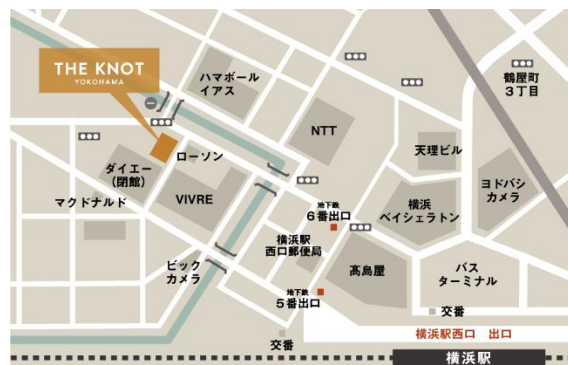 THE KNOT
YOKOHAMA
ハマボール
イアス
鶴屋町
3丁目
NTT
天理ビル
ローソン
ダイエー
(閉館)
マクドナルド
VIVRE
地下鉄
6番出口
横浜
ベイシェラトン
ヨドバシ
カメラ
横浜駅
西口郵便局
高島屋
バス
ターミナル
ビック
カメラ
地下鉄
5番出口
交番
交番
横浜駅西口 出口
横浜駅